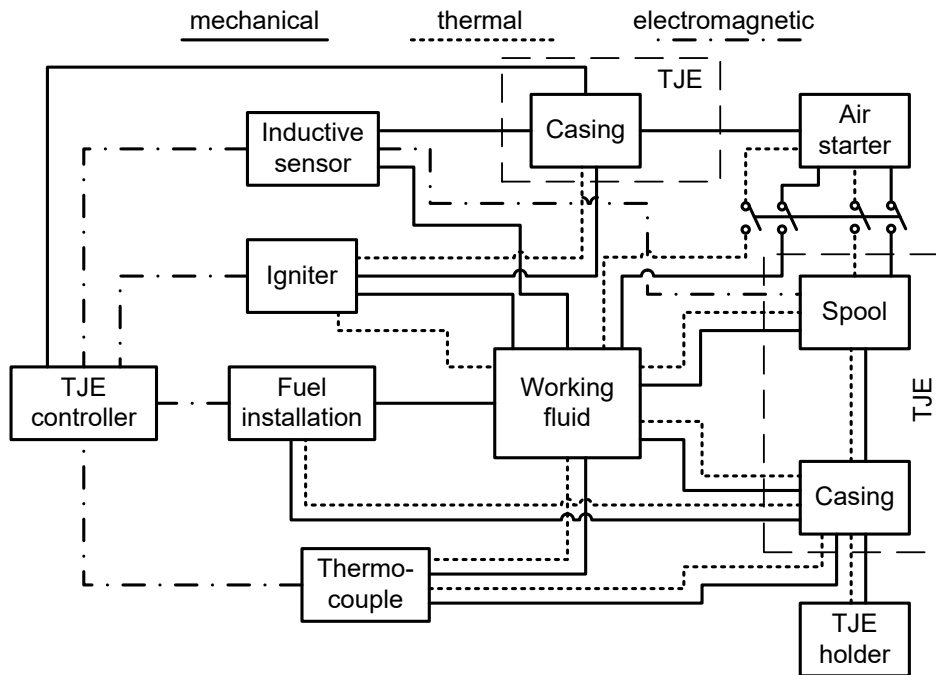 mechanical
thermal
electromagnetic
TJE
Casing
Air
starter
Inductive
sensor
Igniter
Spool
TJE
controller
Fuel
installation
Working
fluid
TJE
Casing
Thermo-
couple
TJE
holder